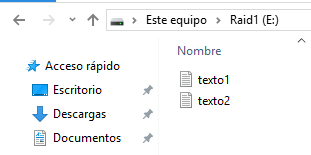 Este equipo > Raid1 (E:)
Nombre
Acceso rápido
texto1
Escritorio
texto2
Descargas
Documentos